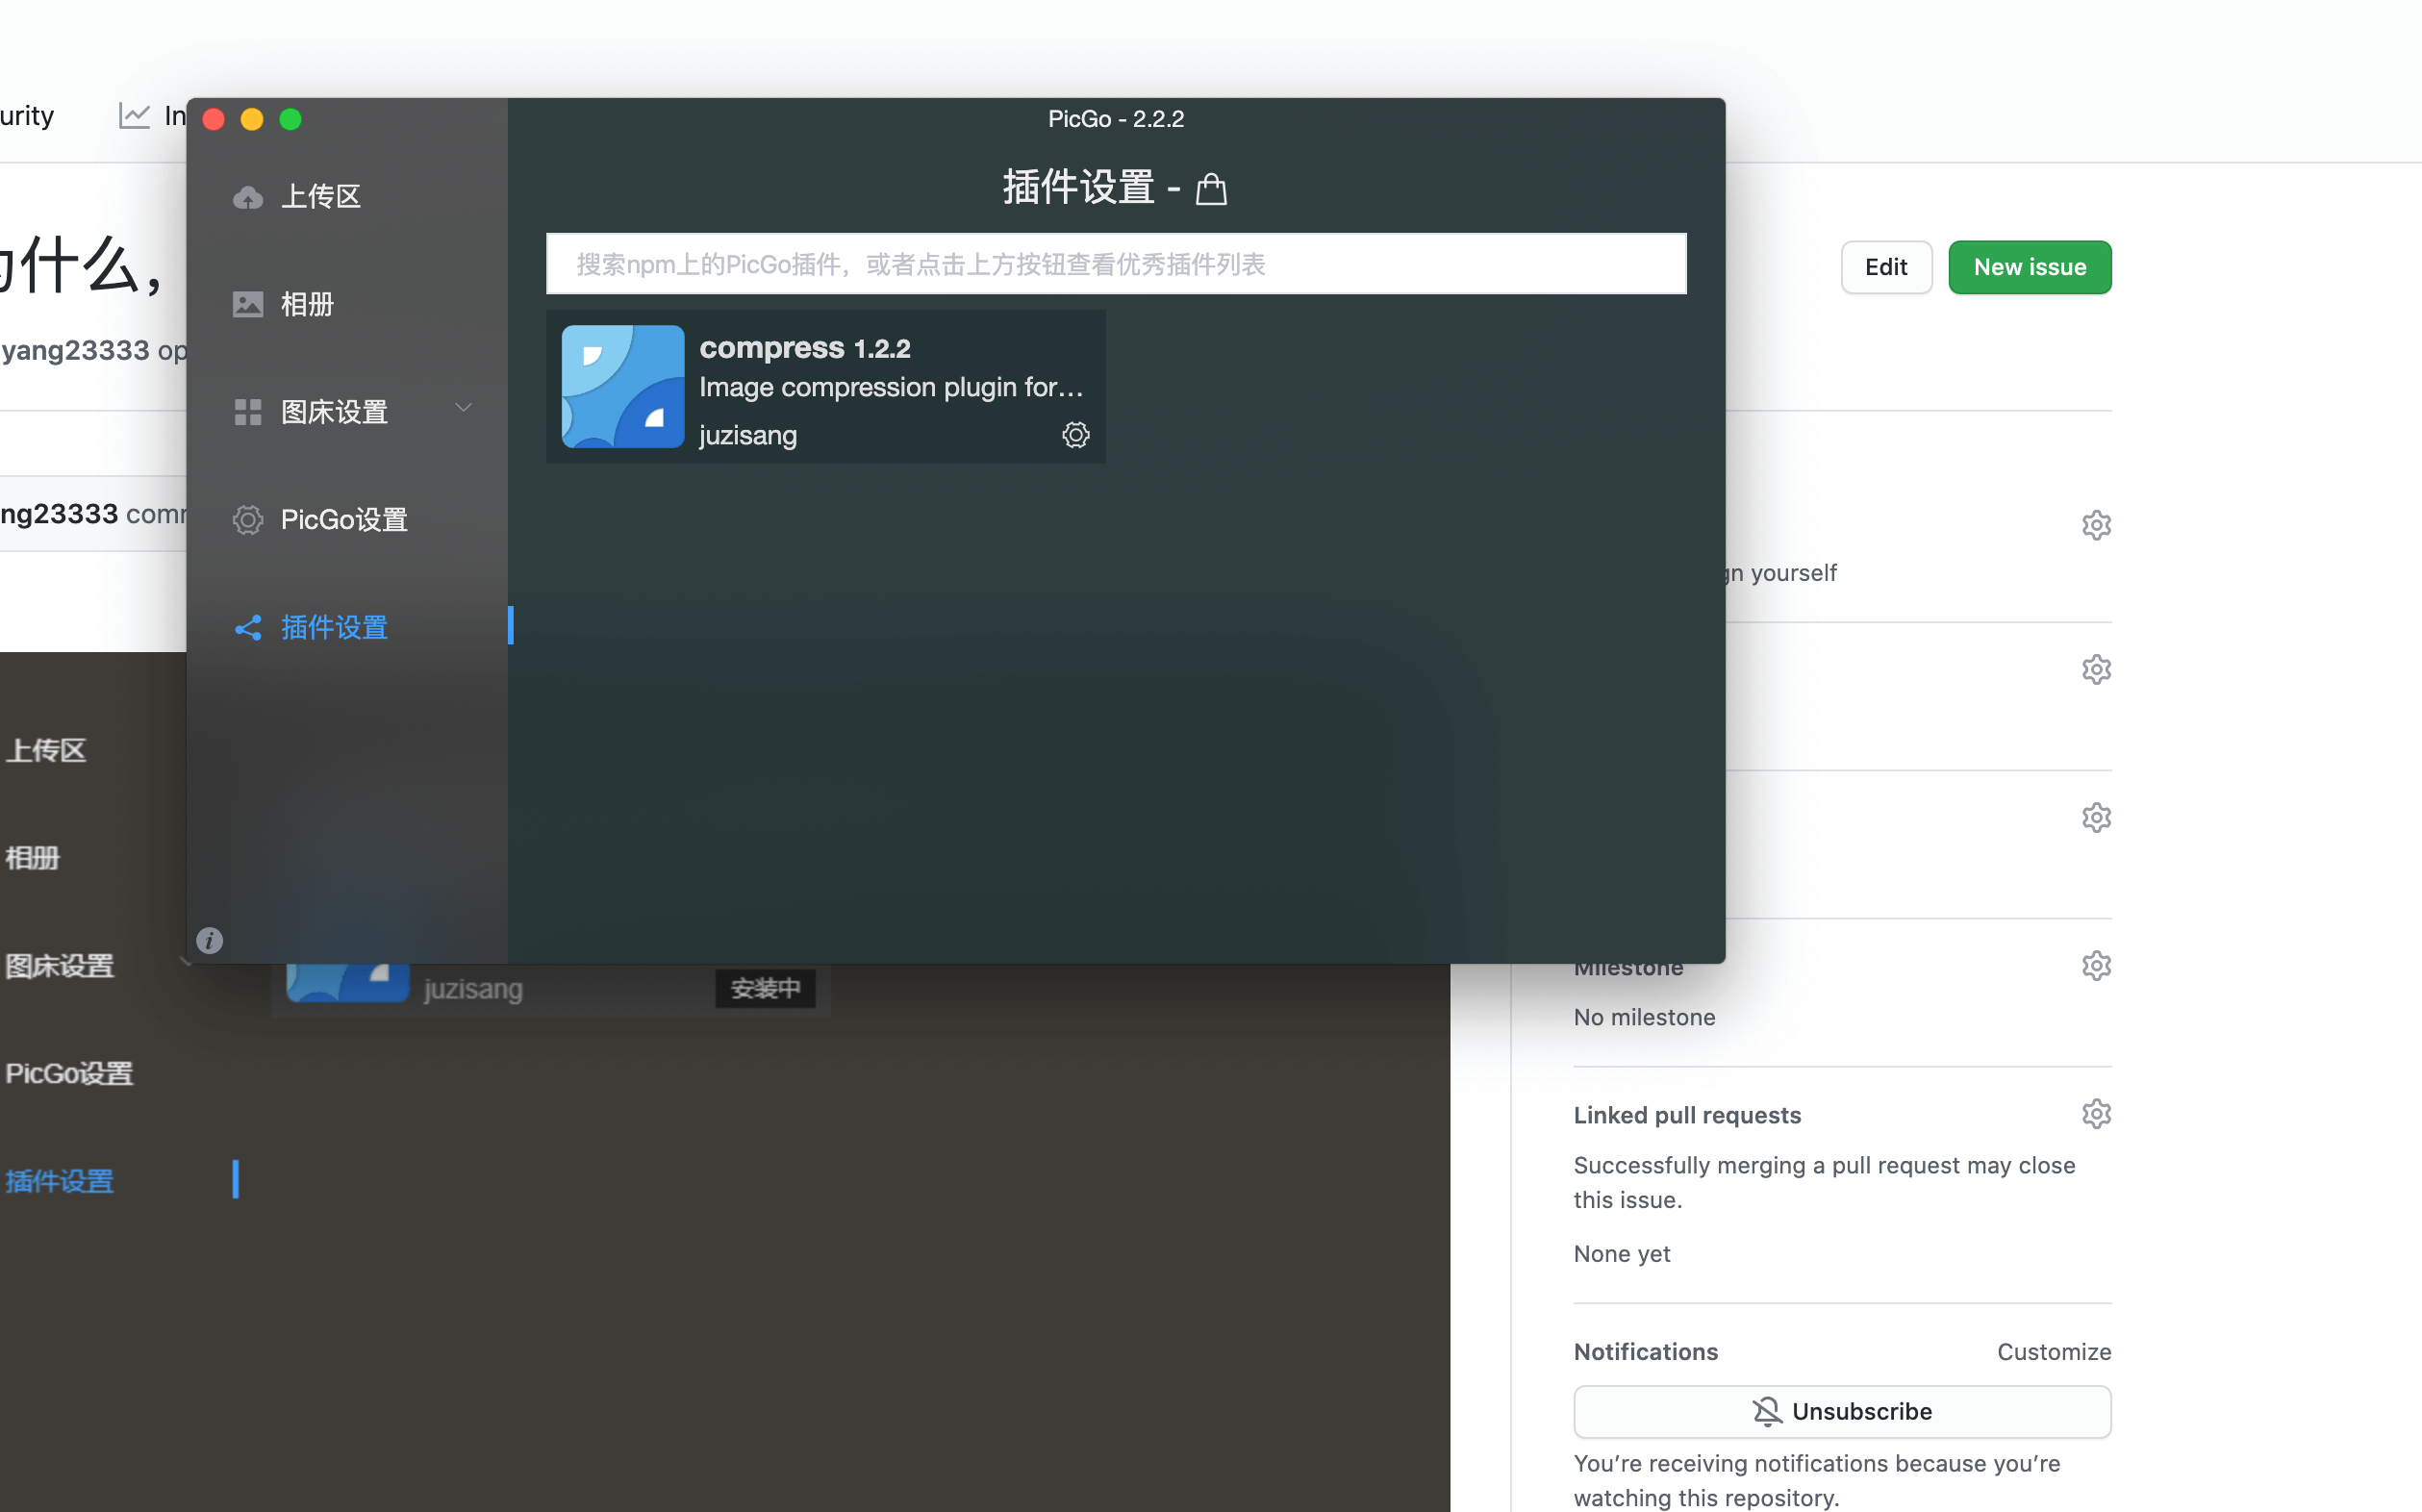 urity
In
PicGo - 2.2.2
上传区
相册
图床设置
PicGo设置
插件设置
插件设置 -
搜索npm上的PicGo插件，或者点击上方按钮查看优秀插件列表
compress 1.2.2
Image compression plugin for...
juzisang
什么，
yang23333 op
ng23333 comm
Edit
New issue
gn yourself
上传区
相册
图床设置
PicGo设置
插件设置
juzisang
安装中
Milestone
No milestone
Linked pull requests
Successfully merging a pull request may close
this issue.
None yet
Notifications
Customize
Unsubscribe
You’re receiving notifications because you’re
watching this repository.